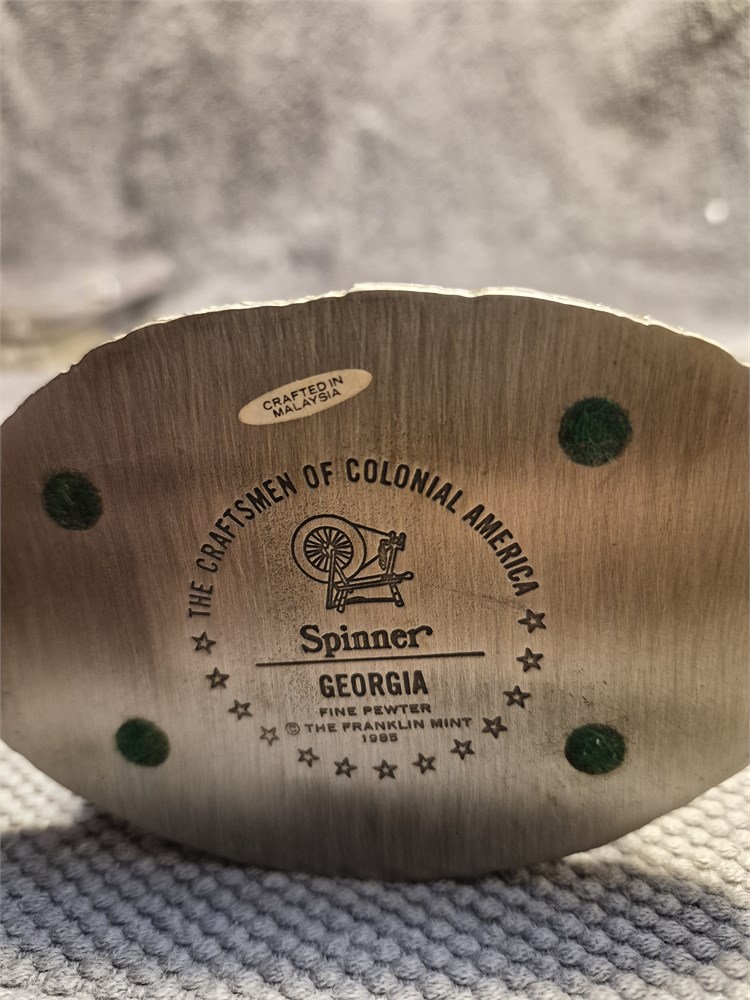 CRAFTED IN
MALAYSIA
THE CRAFTSMEN OF COLONIAL AMERICA
Spinner
GEORGIA
FINE PEWTER
© THE FRANKLIN MINT
1985